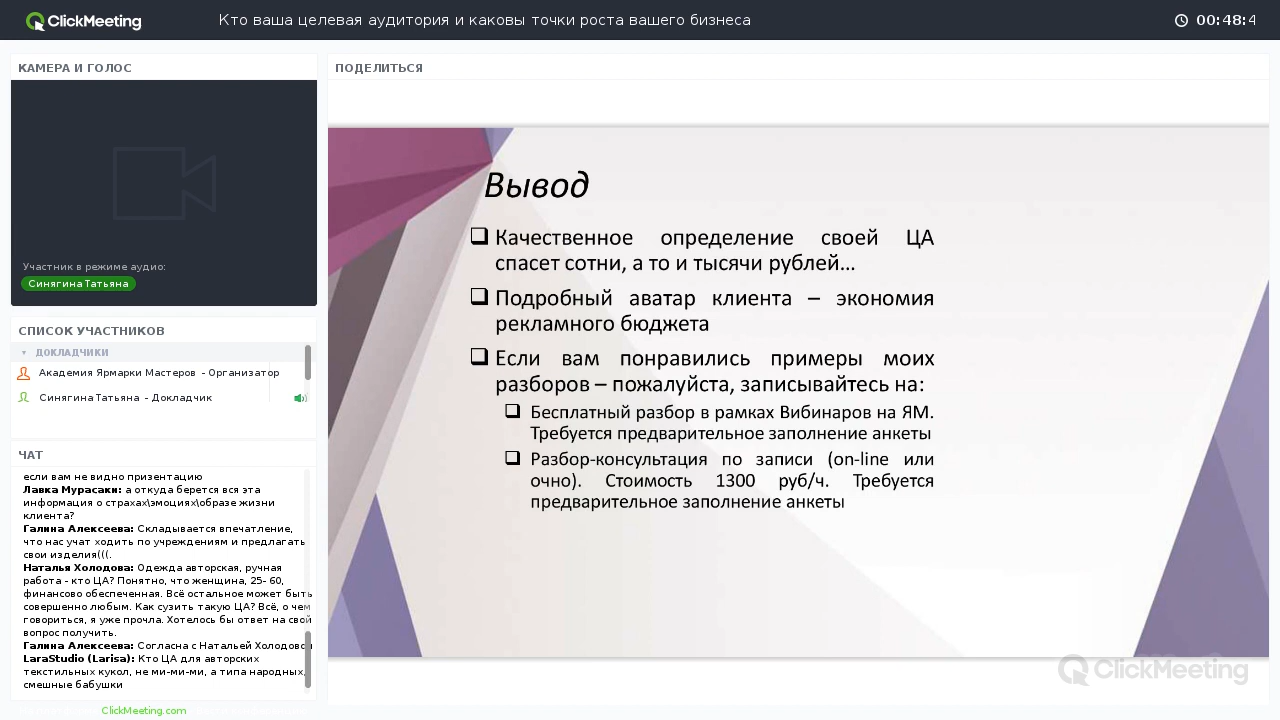 ClickMeeting
Кто ваша целевая аудитория и каковы точки роста вашего бизнеса
00:48:4
КАМЕРА И ГОЛОС
Участник в режиме аудио:
Синягина Татьяна
СПИСОК УЧАСТНИКОВ
ДОКЛАДЧИКИ
Академия Ярмарки Мастеров - Организатор
Синягина Татьяна - Докладчик
ЧАТ
если вам не видно призентацию
Лавка Мурасаки: а откуда берется вся эта
информация о страхах\эмоциях\образе жизни
клиента?
Галина Алексеева: Складывается впечатление,
что нас учат ходить по учреждениям и предлагать
свои изделия(((.
Наталья Холодова: Одежда авторская, ручная
работа - кто ЦА? Понятно, что женщина, 25- 60,
финансово обеспеченная. Всё остальное может быть
совершенно любым. Как сузить такую ЦА? Всё, о чем
говориться, я уже прочла. Хотелось бы ответ на свой
вопрос получить.
Галина Алексеева: Согласна с Натальей Холодовой
LaraStudio (Larisa): Кто ЦА для авторских
текстильных кукол, не ми-ми-ми, а типа народных,
смешные бабушки
ClickMeeting.com
ПОДЕЛИТЬСЯ
Вывод
Качественное определение своей ЦА
спасет сотни, а то и тысячи рублей…
Подробный аватар клиента – экономия
рекламного бюджета
Если вам понравились примеры моих
разборов – пожалуйста, записывайтесь на:
Бесплатный разбор в рамках Вибинаров на ЯМ.
Требуется предварительное заполнение анкеты
Разбор-консультация по записи (on-line или
очно). Стоимость 1300 руб/ч. Требуется
предварительное заполнение анкеты
ClickMeeting